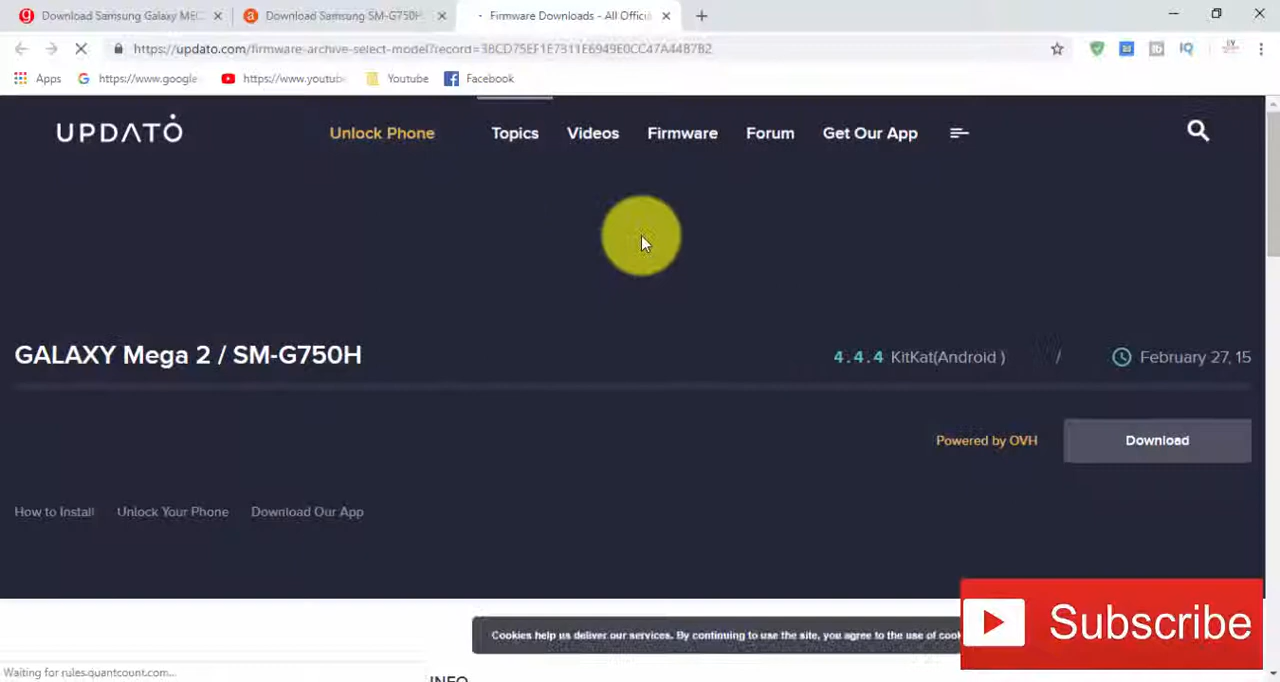 Download Samsung Galaxy MEG
Download Samsung SM-G750H
Firmware Downloads - All Offici
https://updato.com/firmware-archive-select-model?record=38CD75EF1E7311E6949E0CC47A44B7B2
Apps https://www.google https://www.youtub Youtube Facebook
UPDATO Unlock Phone Topics Videos Firmware Forum Get Our App
GALAXY Mega 2 / SM-G750H 4.4.4 KitKat(Android ) / February 27, 15
Powered by OVH Download
How to Install Unlock Your Phone Download Our App
Cookies help us deliver our services. By continuing to use the site, you agree to the use of cook
Subscribe
Waiting for rules.quantcount.com...
INFO